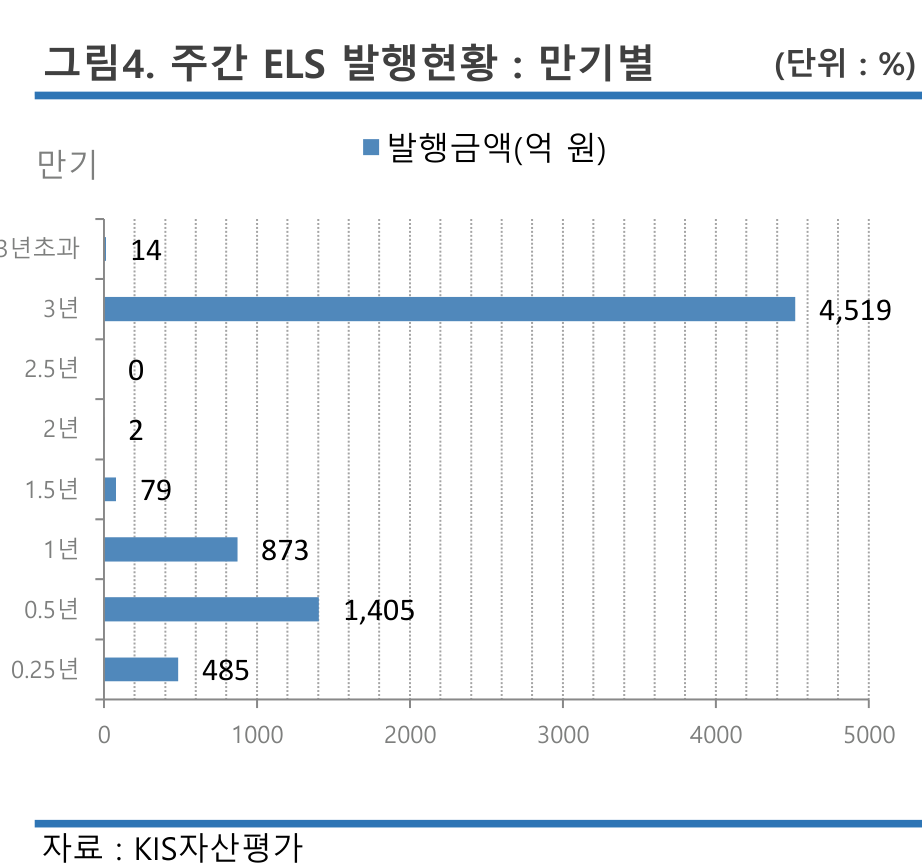 그림4. 주간 ELS 발행현황 : 만기별 (단위 : %)
발행금액(억 원)
만기
3년초과 14
3년 4,519
2.5년 0
2년 2
1.5년 79
1년 873
0.5년 1,405
0.25년 485
0 1000 2000 3000 4000 5000
자료 : KIS자산평가